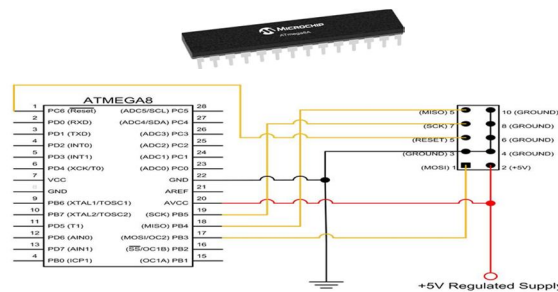 MICROCHIP
ATmega8A
ATMEGA8
1 PC6 (Reset) (ADC5/SCL) PC5 28
2 PD0 (RXD) (ADC4/SDA) PC4 27
3 PD1 (TXD) (ADC3) PC3 26
4 PD2 (INT0) (ADC2) PC2 25
5 PD3 (INT1) (ADC1) PC1 24
6 PD4 (XCK/T0) (ADC0) PC0 23
7 VCC GND 22
8 GND AREF 21
9 PB6 (XTAL1/TOSC1) AVCC 20
10 PB7 (XTAL2/TOSC2) (SCK) PB5 19
11 PD5 (T1) (MISO) PB4 18
12 PD6 (AIN0) (MOSI/OC2) PB3 17
13 PD7 (AIN1) (SS/OC1B) PB2 16
4 PB0 (ICP1) (OC1A) PB1 15
(MISO) 5 10 (GROUND)
(SCK) 7 8 (GROUND)
(RESET) 5 6 (GROUND)
(GROUND) 3 4 (GROUND)
(MOSI) 1 2 (+5V)
+5V Regulated Supply